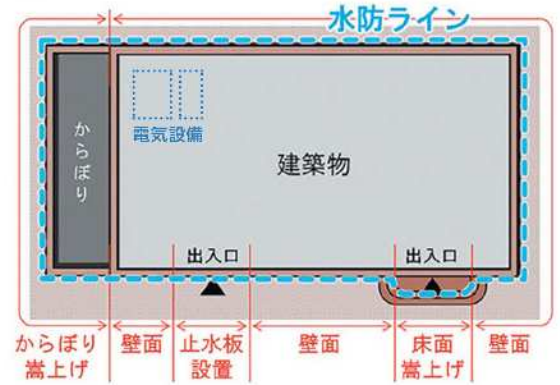 水防ライン
からぼり
電気設備
建築物
出入口
出入口
からぼり
嵩上げ
壁面
止水板
設置
壁面
床面
嵩上げ
壁面